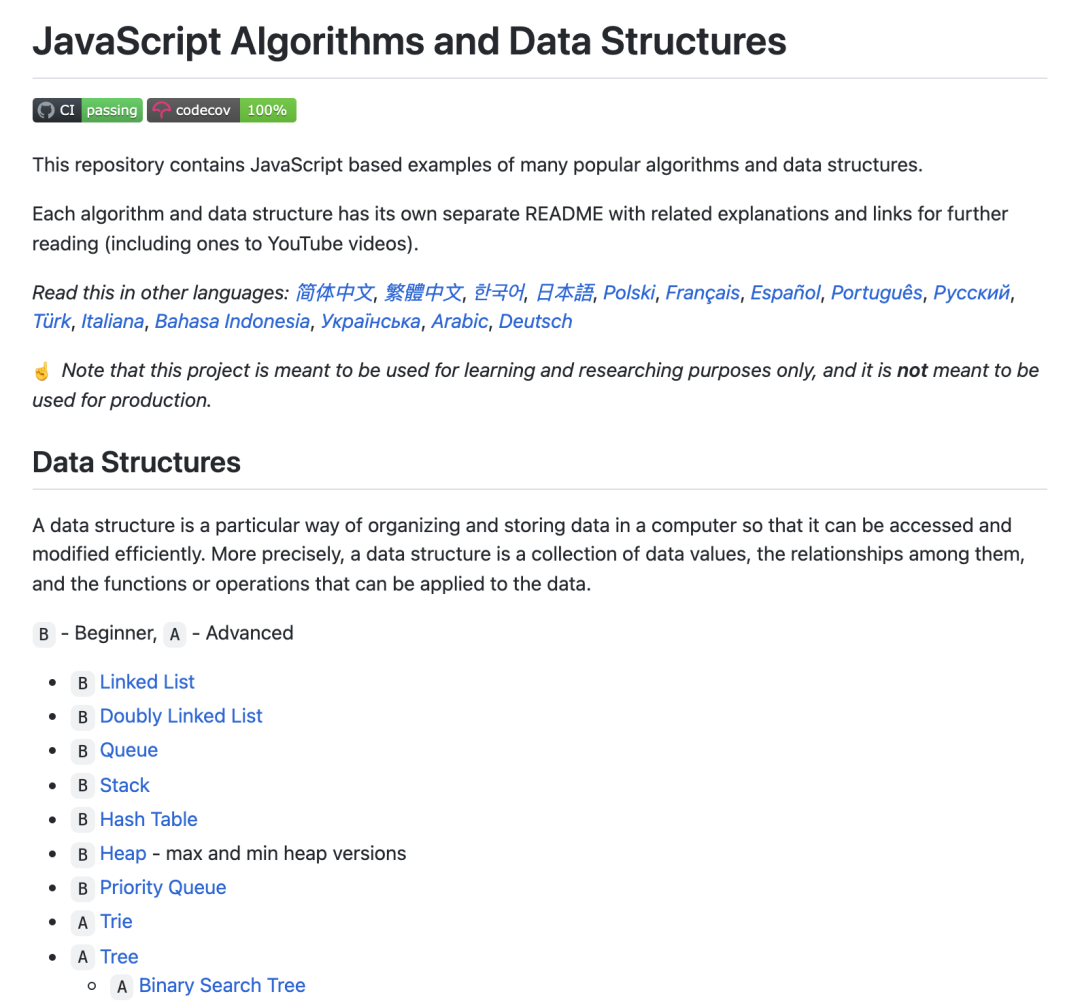 JavaScript Algorithms and Data Structures
CI passing codecov 100%
This repository contains JavaScript based examples of many popular algorithms and data structures.
Each algorithm and data structure has its own separate README with related explanations and links for further
reading (including ones to YouTube videos).
Read this in other languages: 简体中文, 繁體中文, 한국어, 日本語, Polski, Français, Español, Português, Русский,
Türk, Italiana, Bahasa Indonesia, Українська, Arabic, Deutsch
☝ Note that this project is meant to be used for learning and researching purposes only, and it is not meant to be
used for production.
Data Structures
A data structure is a particular way of organizing and storing data in a computer so that it can be accessed and
modified efficiently. More precisely, a data structure is a collection of data values, the relationships among them,
and the functions or operations that can be applied to the data.
B - Beginner, A - Advanced
• B Linked List
• B Doubly Linked List
• B Queue
• B Stack
• B Hash Table
• B Heap - max and min heap versions
• B Priority Queue
• A Trie
• A Tree
○ A Binary Search Tree